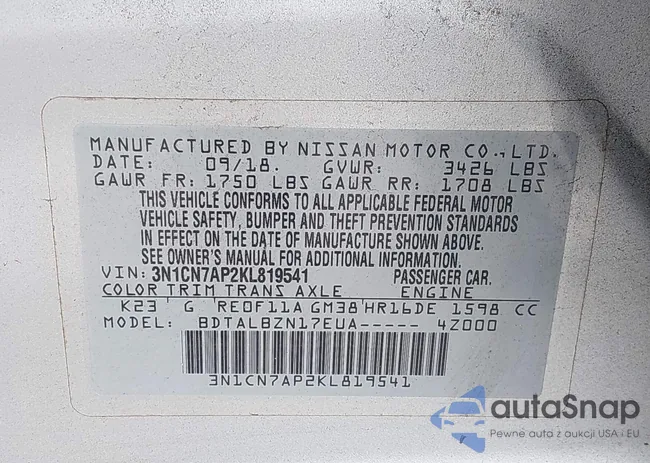 MANUFACTURED BY NISSAN MOTOR CO., LTD.
DATE: 09/18. GVWR: 3426 LBS
GAWR FR: 1750 LBS GAWR RR: 1708 LBS
THIS VEHICLE CONFORMS TO ALL APPLICABLE FEDERAL MOTOR
VEHICLE SAFETY, BUMPER AND THEFT PREVENTION STANDARDS
IN EFFECT ON THE DATE OF MANUFACTURE SHOWN ABOVE.
SEE OWNER'S MANUAL FOR ADDITIONAL INFORMATION.
VIN: 3N1CN7AP2KL819541 PASSENGER CAR.
COLOR TRIM TRANS AXLE ENGINE
K23 G RE0F11A GM38 HR16DE 1598 CC
MODEL: BDTALBZN17EUA----- 4Z000
3N1CN7AP2KL819541
autaSnap
Pewne auta z aukcji USA i EU